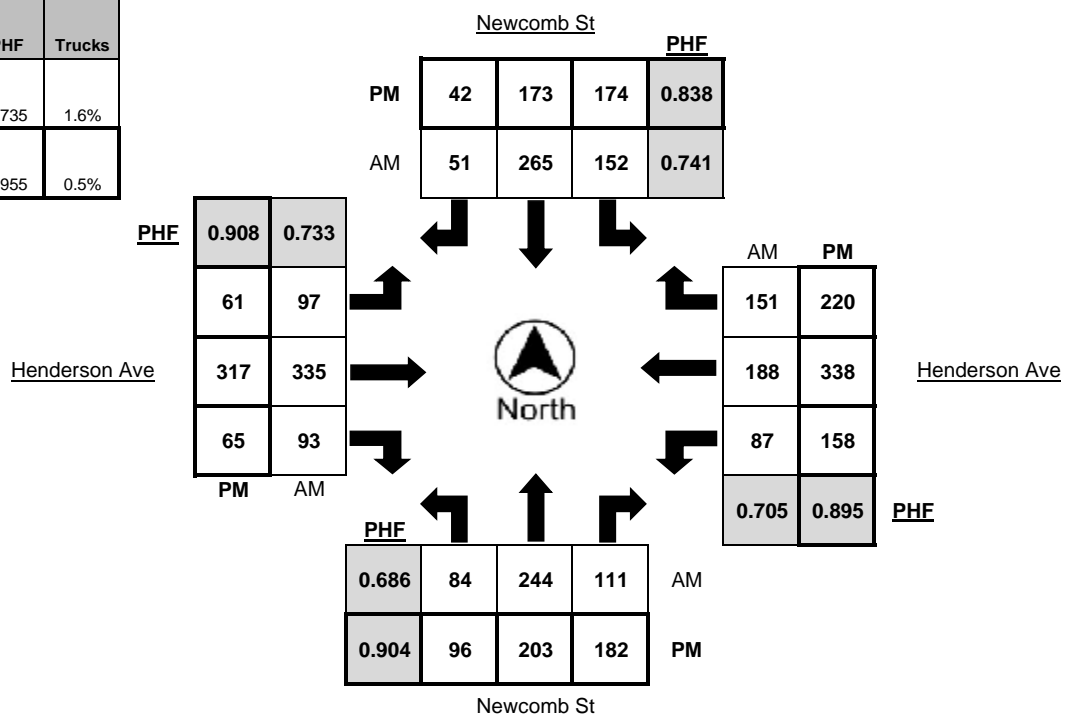 Trucks
735 1.6%
955 0.5%
Newcomb St
PHF
PM 42 173 174 0.838
AM 51 265 152 0.741
PHF 0.908 0.733
61 97
317 335
65 93
PM AM
Henderson Ave
North
AM PM
151 220
188 338
87 158
0.705 0.895 PHF
Henderson Ave
PHF
0.686 84 244 111 AM
0.904 96 203 182 PM
Newcomb St